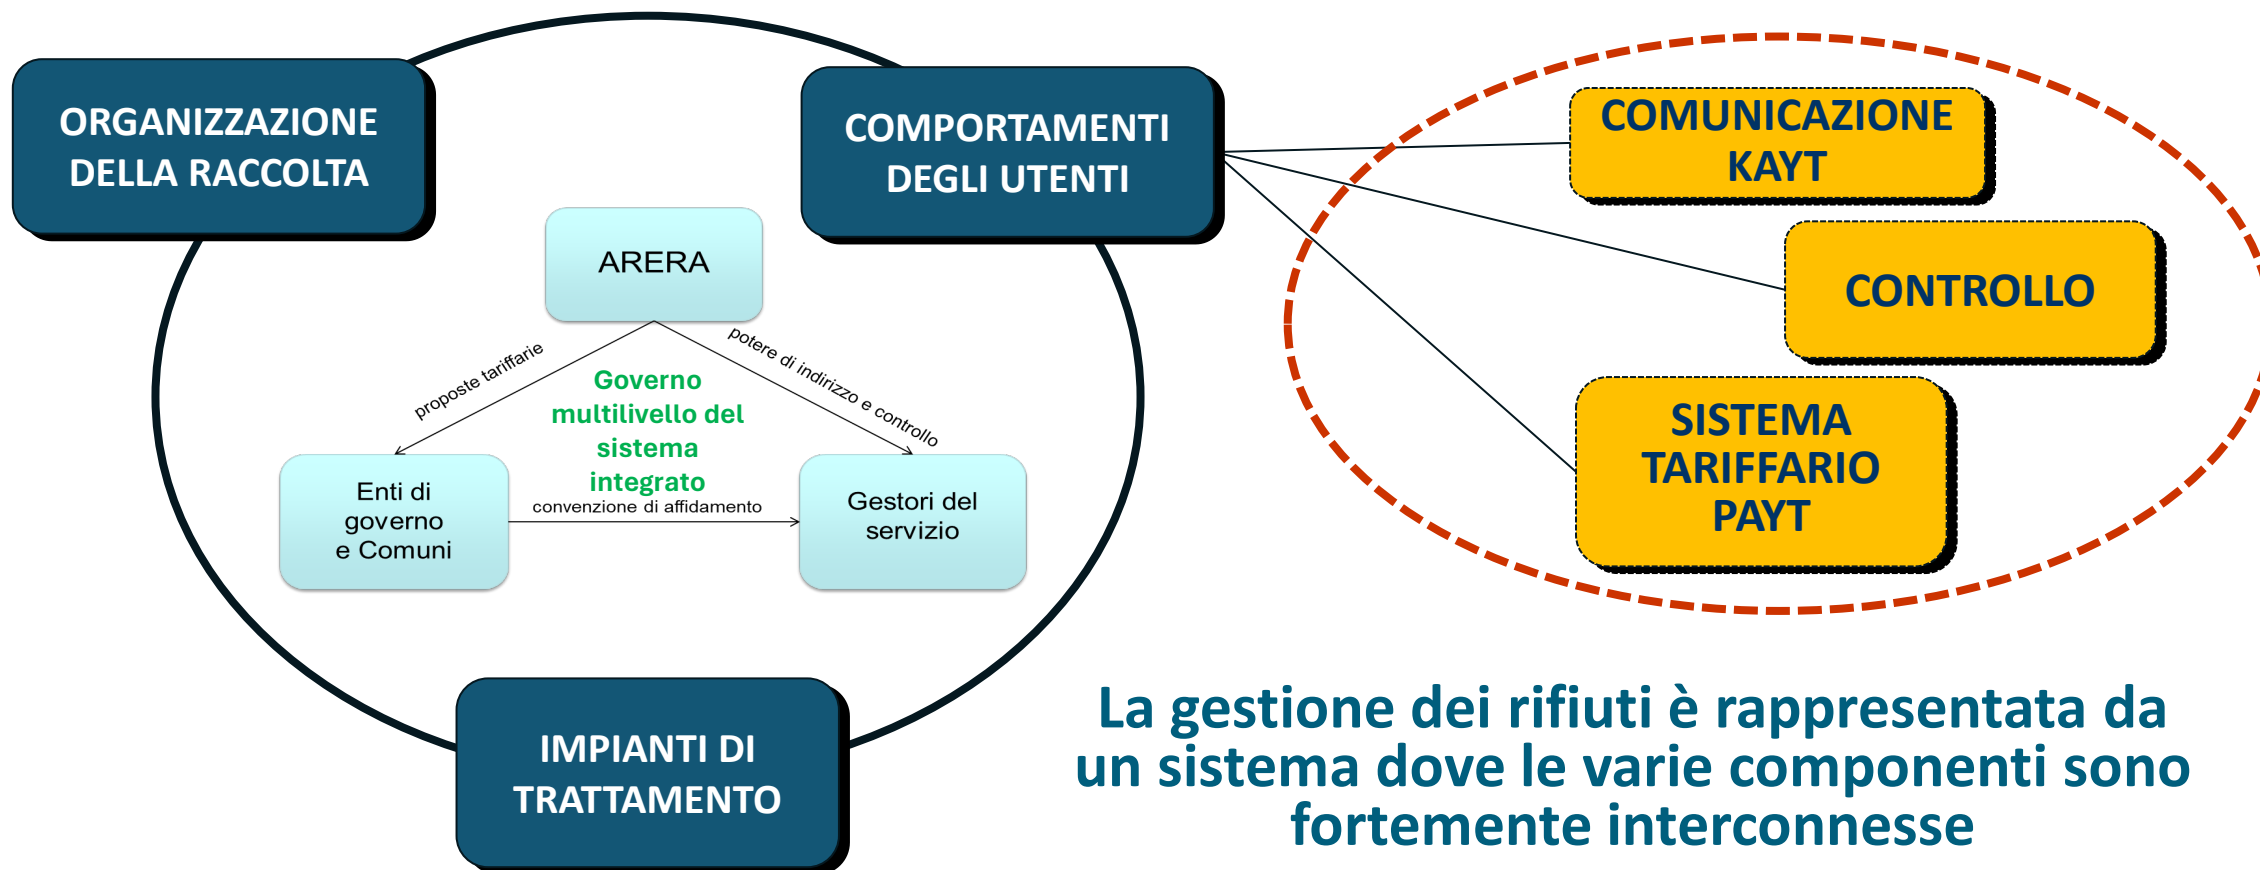 ORGANIZZAZIONE
DELLA RACCOLTA
COMPORTAMENTI
DEGLI UTENTI
COMUNICAZIONE
KAYT
CONTROLLO
SISTEMA
TARIFFARIO
PAYT
ARERA
proposte tariffarie
potere di indirizzo e controllo
Governo
multilivello del
sistema
integrato
convenzione di affidamento
Enti di
governo
e Comuni
Gestori del
servizio
IMPIANTI DI
TRATTAMENTO
La gestione dei rifiuti è rappresentata da
un sistema dove le varie componenti sono
fortemente interconnesse